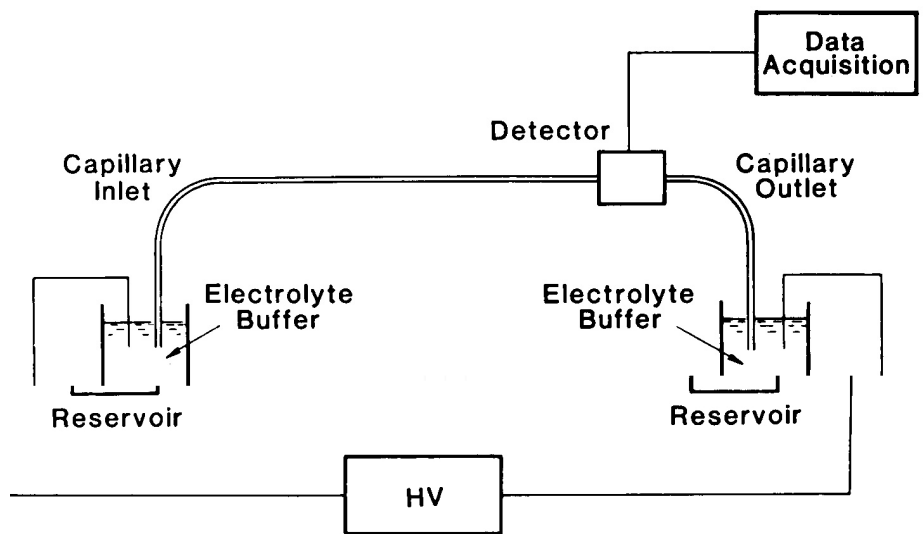 Data
Acquisition
Detector
Capillary
Inlet
Capillary
Outlet
Electrolyte
Buffer
Electrolyte
Buffer
Reservoir
Reservoir
HV